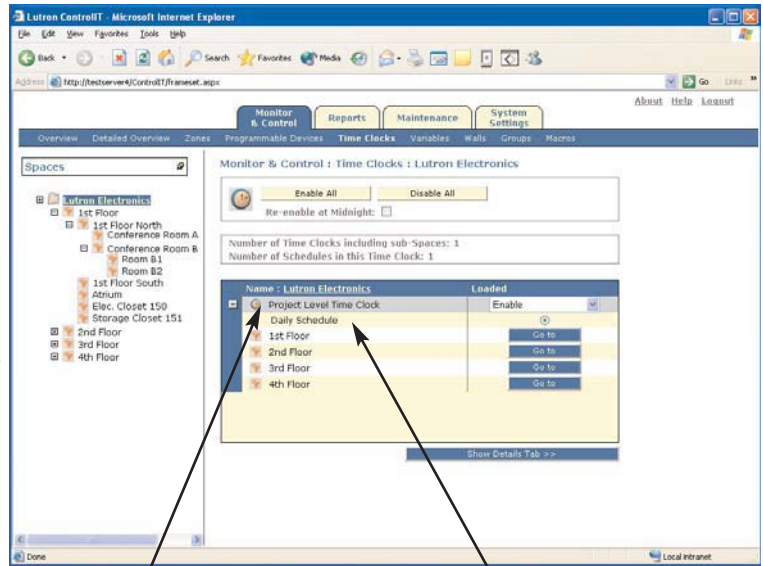 Lutron ControlIT - Microsoft Internet Explorer
File Edit View Favorites Tools Help
Back Search Favorites Media
Address http://testserver4/ControlIT/frameset.aspx Go Links
About Help Logout
Monitor & Control Reports Maintenance System Settings
Overview Detailed Overview Zones Programmable Devices Time Clocks Variables Walls Groups Macros
Spaces
Lutron Electronics
1st Floor
1st Floor North
Conference Room A
Conference Room B
Room B1
Room B2
1st Floor South
Atrium
Elec. Closet 150
Storage Closet 151
2nd Floor
3rd Floor
4th Floor
Monitor & Control : Time Clocks : Lutron Electronics
Enable All Disable All
Re-enable at Midnight:
Number of Time Clocks including sub-Spaces: 1
Number of Schedules in this Time Clock: 1
Name : Lutron Electronics Loaded
Project Level Time Clock Enable
Daily Schedule
1st Floor Go to
2nd Floor Go to
3rd Floor Go to
4th Floor Go to
Show Details Tab >>
Done Local intranet